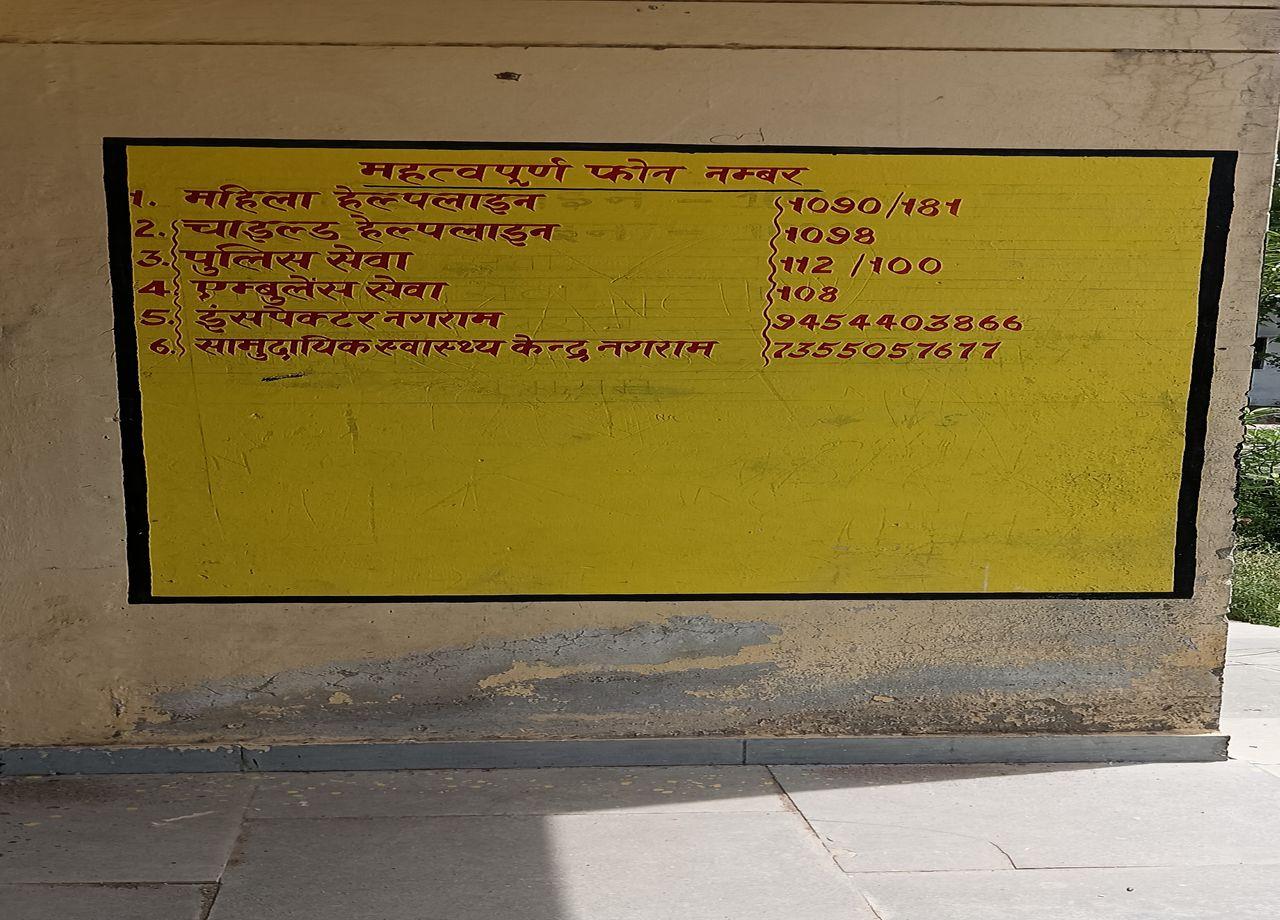 महत्वपूर्ण फोन नम्बर
1. महिला हेल्पलाइन 1090/181
2. चाइल्ड हेल्पलाइन 1098
3. पुलिस सेवा 112 /100
4. एम्बुलेंस सेवा 108
5. इंसपेक्टर नगराम 9454403866
6. सामुदायिक स्वास्थ्य केन्द्र नगराम 7355057677